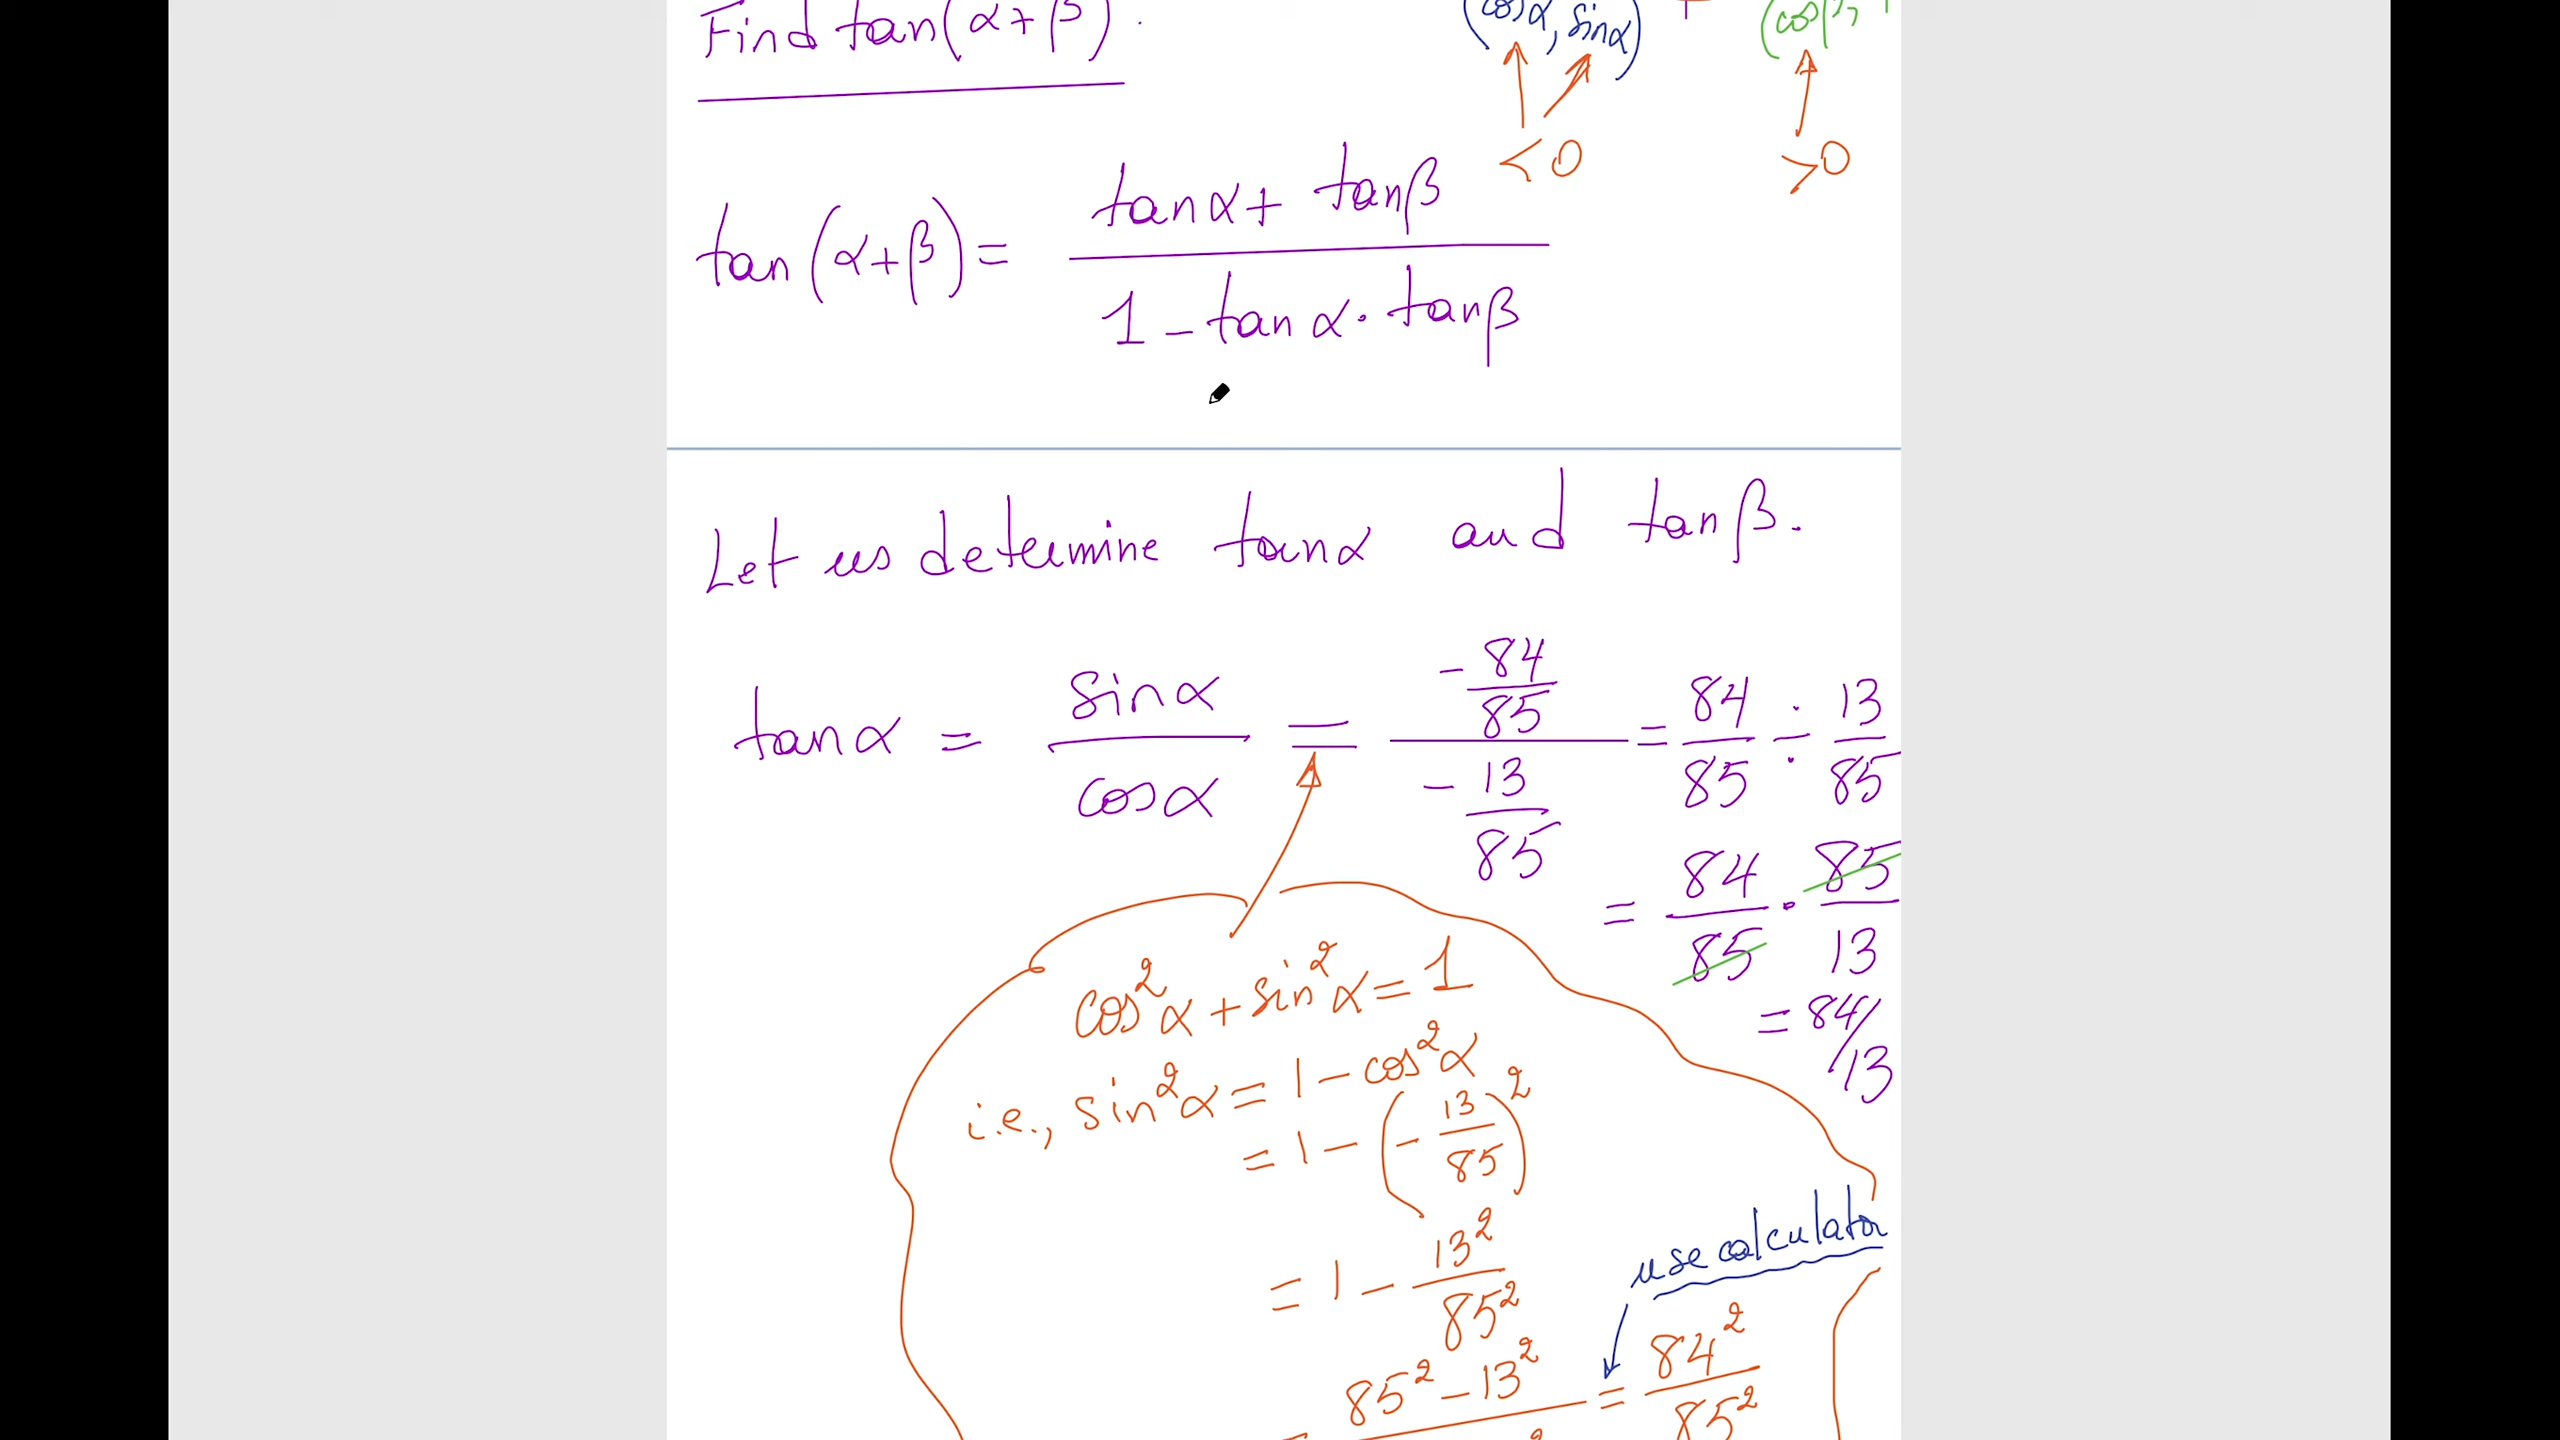 Find tan(α+β).
(cosα, sinα)
(cosβ,
<0
>0
tan(α+β) = (tanα + tanβ) / (1 - tanα · tanβ)
Let us determine tanα and tanβ.
tanα = sinα / cosα = (-84/85) / (-13/85) = 84/85 ÷ 13/85
= 84/85 · 85/13
= 84/13
cos²α + sin²α = 1
i.e., sin²α = 1 - cos²α
= 1 - (-13/85)²
= 1 - 13²/85²
use calculator
= 85² - 13² = 84²/85²